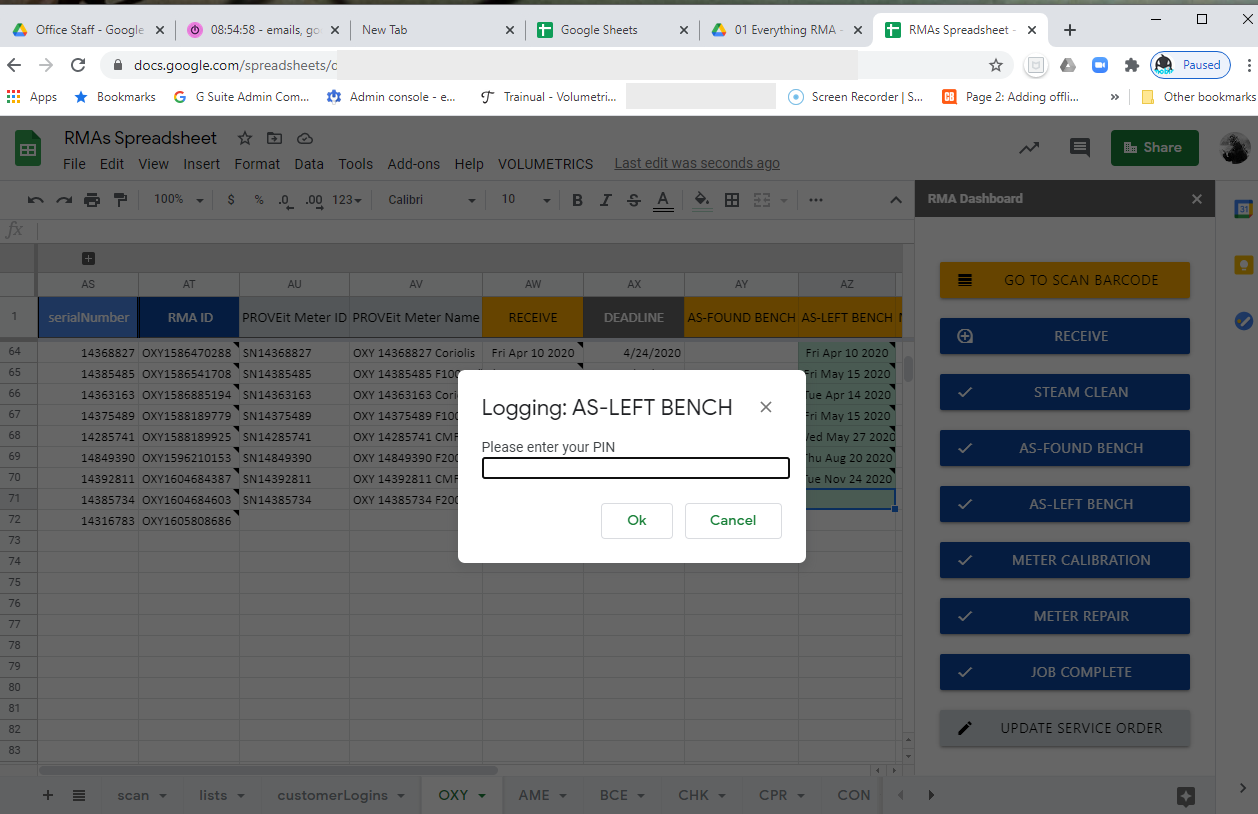 Office Staff - Google
08:54:58 - emails, go
New Tab
Google Sheets
01 Everything RMA -
RMAs Spreadsheet -
docs.google.com/spreadsheets/d
Paused
Apps
Bookmarks
G Suite Admin Com...
Admin console - e...
Trainual - Volumetri...
Screen Recorder | S...
Page 2: Adding offli...
»
Other bookmarks
RMAs Spreadsheet
File Edit View Insert Format Data Tools Add-ons Help VOLUMETRICS Last edit was seconds ago
Share
100% $ % .0 .00 123 Calibri 10 B I S A
fx
AS AT AU AV AW AX AY AZ
1 serialNumber RMA ID PROVEit Meter ID PROVEit Meter Name RECEIVE DEADLINE AS-FOUND BENCH AS-LEFT BENCH
64 14368827 OXY1586470288 SN14368827 OXY 14368827 Coriolis Fri Apr 10 2020 4/24/2020 Fri Apr 10 2020
65 14385485 OXY1586541708 SN14385485 OXY 14385485 F100 Fri May 15 2020
66 14363163 OXY1586885194 SN14363163 OXY 14363163 Corio Tue Apr 14 2020
67 14375489 OXY1588189779 SN14375489 OXY 14375489 F100 Fri May 15 2020
68 14285741 OXY1588189925 SN14285741 OXY 14285741 CMF Wed May 27 2020
69 14849390 OXY1596210153 SN14849390 OXY 14849390 F200 Thu Aug 20 2020
70 14392811 OXY1604684387 SN14392811 OXY 14392811 CMF Tue Nov 24 2020
71 14385734 OXY1604684603 SN14385734 OXY 14385734 F200
72 14316783 OXY1605808686
73
74
75
76
77
78
79
80
81
82
83
Logging: AS-LEFT BENCH
Please enter your PIN
Ok
Cancel
RMA Dashboard
GO TO SCAN BARCODE
RECEIVE
STEAM CLEAN
AS-FOUND BENCH
AS-LEFT BENCH
METER CALIBRATION
METER REPAIR
JOB COMPLETE
UPDATE SERVICE ORDER
31
scan lists customerLogins OXY AME BCE CHK CPR CON